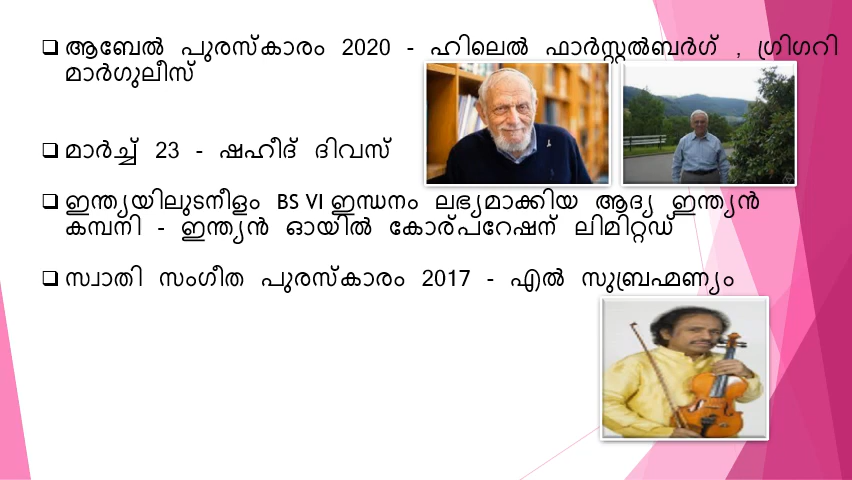 ആബേൽ പുരസ്കാരം 2020 - ഹിലെൽ ഫാർസ്റ്റൽബർഗ് , ഗ്രിഗറി
മാർഗുലീസ്
മാർച്ച് 23 - ഷഹീദ് ദിവസ്
ഇന്ത്യയിലുടനീളം BS VI ഇന്ധനം ലഭ്യമാക്കിയ ആദ്യ ഇന്ത്യൻ
കമ്പനി - ഇന്ത്യൻ ഓയിൽ കോര്പറേഷന് ലിമിറ്റഡ്
സ്വാതി സംഗീത പുരസ്കാരം 2017 - എൽ സുബ്രഹ്മണ്യം